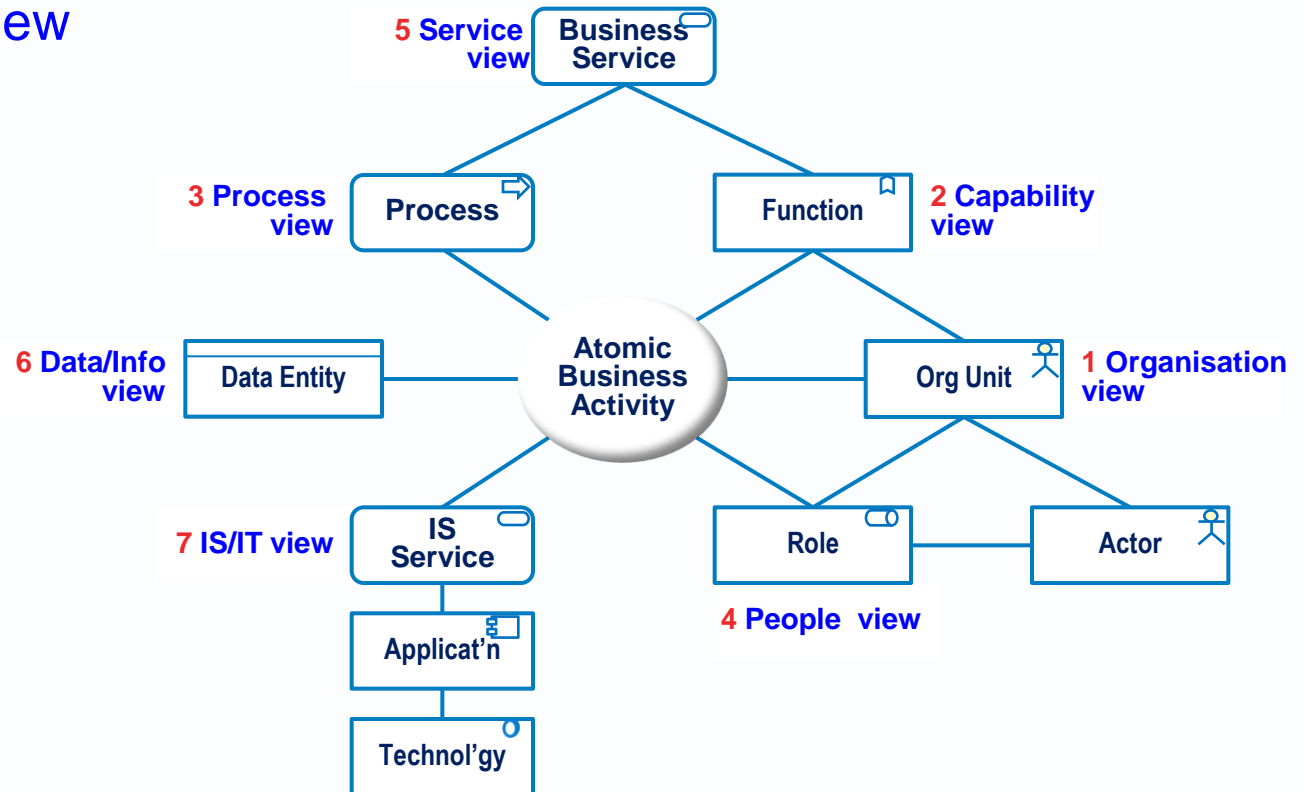 ew
5 Service
view
Business
Service
3 Process
view
Process
Function
2 Capability
view
6 Data/Info
view
Data Entity
Atomic
Business
Activity
Org Unit
1 Organisation
view
7 IS/IT view
IS
Service
Role
Actor
4 People view
Applicat'n
Technol'gy